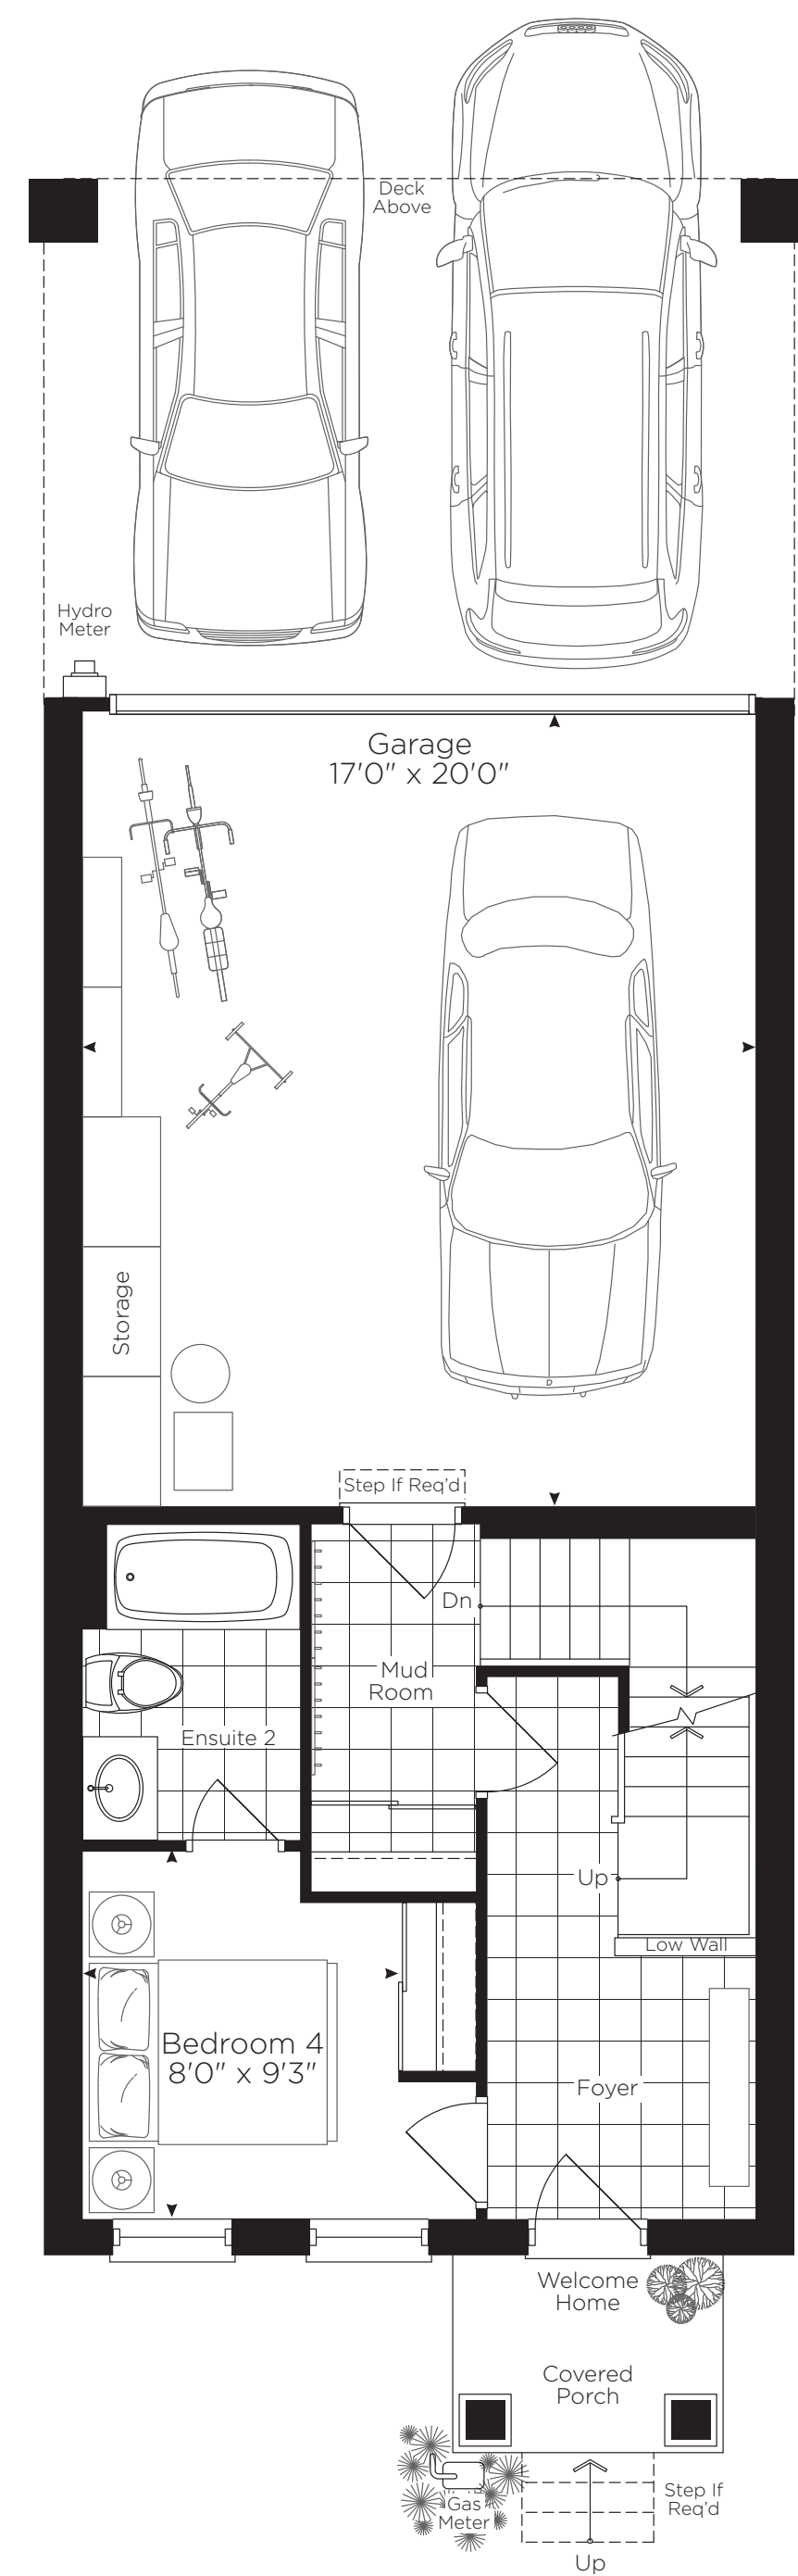 Deck
Above
Hydro
Meter
Garage
17'0" x 20'0"
Storage
Step If Req'd
Dn
Mud
Room
Ensuite 2
Up
Low Wall
Bedroom 4
8'0" x 9'3"
Foyer
Welcome
Home
Covered
Porch
Gas
Meter
Step If
Req'd
Up